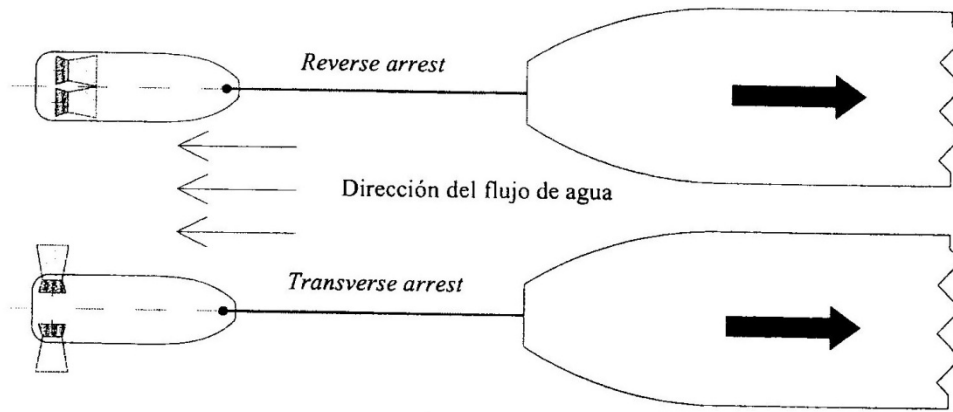 Reverse arrest
Dirección del flujo de agua
Transverse arrest